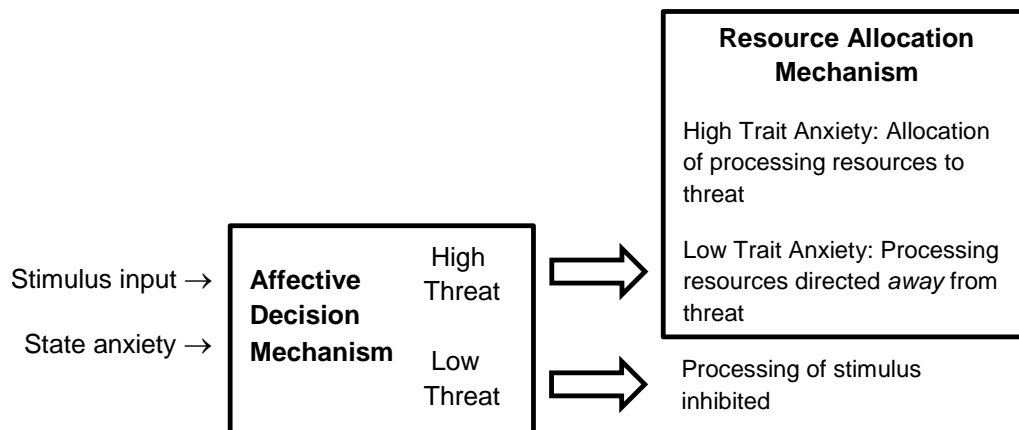 Resource Allocation
Mechanism
High Trait Anxiety: Allocation
of processing resources to
threat
Low Trait Anxiety: Processing
resources directed away from
threat
Stimulus input →
State anxiety →
Affective
Decision
Mechanism
High
Threat
Low
Threat
Processing of stimulus
inhibited